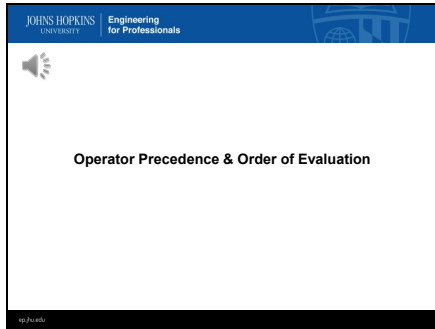 JOHNS HOPKINS
UNIVERSITY
Engineering
for Professionals
Operator Precedence & Order of Evaluation
ep.jhu.edu